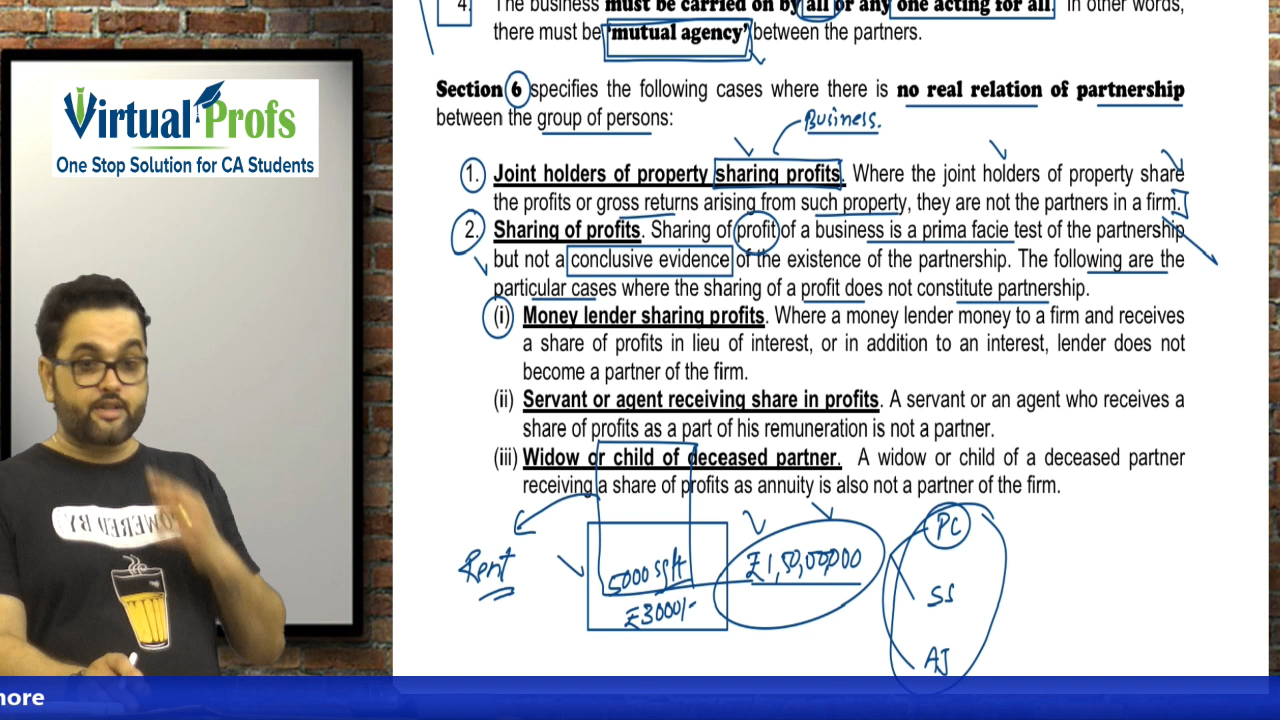 4. The business must be carried on by all or any one acting for all. In other words,
there must be 'mutual agency' between the partners.
Virtual Profs
One Stop Solution for CA Students
Section 6 specifies the following cases where there is no real relation of partnership
between the group of persons:
Business.
1. Joint holders of property sharing profits. Where the joint holders of property share
the profits or gross returns arising from such property, they are not the partners in a firm.
2. Sharing of profits. Sharing of profit of a business is a prima facie test of the partnership
but not a conclusive evidence of the existence of the partnership. The following are the
particular cases where the sharing of a profit does not constitute partnership.
(i) Money lender sharing profits. Where a money lender money to a firm and receives
a share of profits in lieu of interest, or in addition to an interest, lender does not
become a partner of the firm.
(ii) Servant or agent receiving share in profits. A servant or an agent who receives a
share of profits as a part of his remuneration is not a partner.
(iii) Widow or child of deceased partner. A widow or child of a deceased partner
receiving a share of profits as annuity is also not a partner of the firm.
POWERED BY
Rent
5000 sqft
₹3000/-
₹1,50,00,000
PC
SS
AJ
more